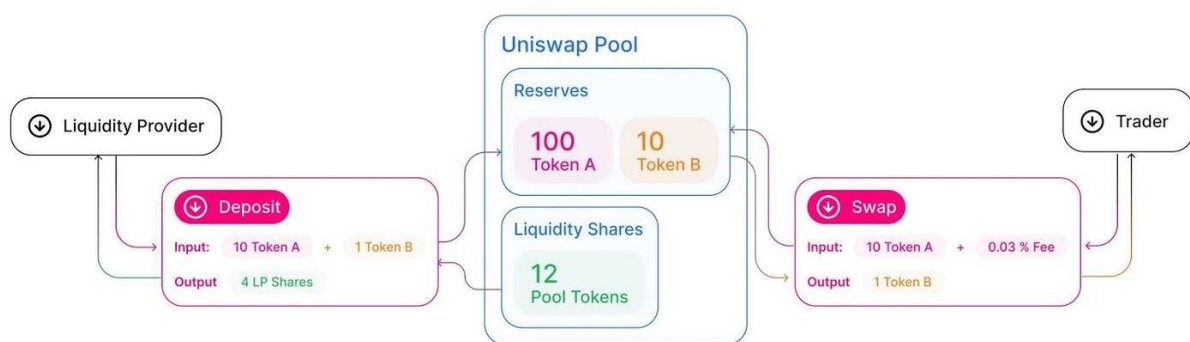 Uniswap Pool
Reserves
100
Token A
10
Token B
Liquidity Shares
12
Pool Tokens
Liquidity Provider
Deposit
Input: 10 Token A + 1 Token B
Output 4 LP Shares
Trader
Swap
Input: 10 Token A + 0.03 % Fee
Output 1 Token B